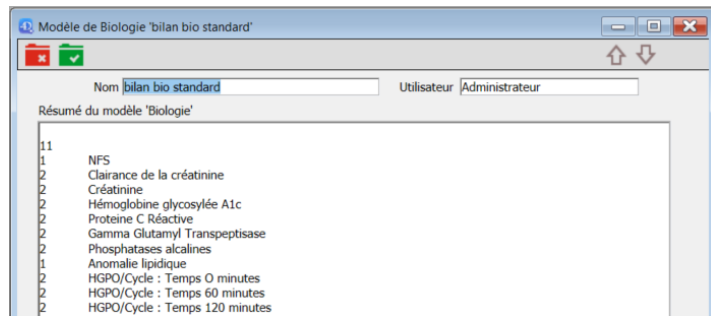 Modèle de Biologie 'bilan bio standard'
Nom bilan bio standard Utilisateur Administrateur
Résumé du modèle 'Biologie'
11
1 NFS
2 Clairance de la créatinine
2 Créatinine
2 Hémoglobine glycosylée A1c
2 Proteine C Réactive
2 Gamma Glutamyl Transpeptisase
2 Phosphatases alcalines
1 Anomalie lipidique
2 HGPO/Cycle : Temps O minutes
2 HGPO/Cycle : Temps 60 minutes
2 HGPO/Cycle : Temps 120 minutes